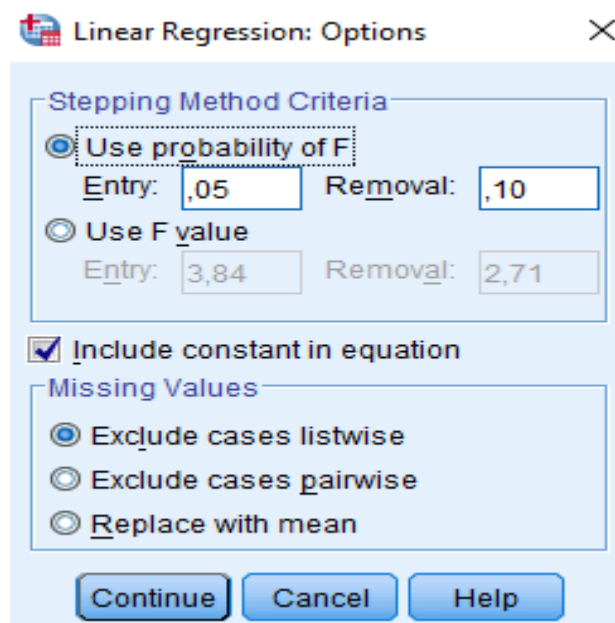 Linear Regression: Options
Stepping Method Criteria
Use probability of F
Entry: ,05 Removal: ,10
Use F value
Entry: 3,84 Removal: 2,71
Include constant in equation
Missing Values
Exclude cases listwise
Exclude cases pairwise
Replace with mean
Continue Cancel Help